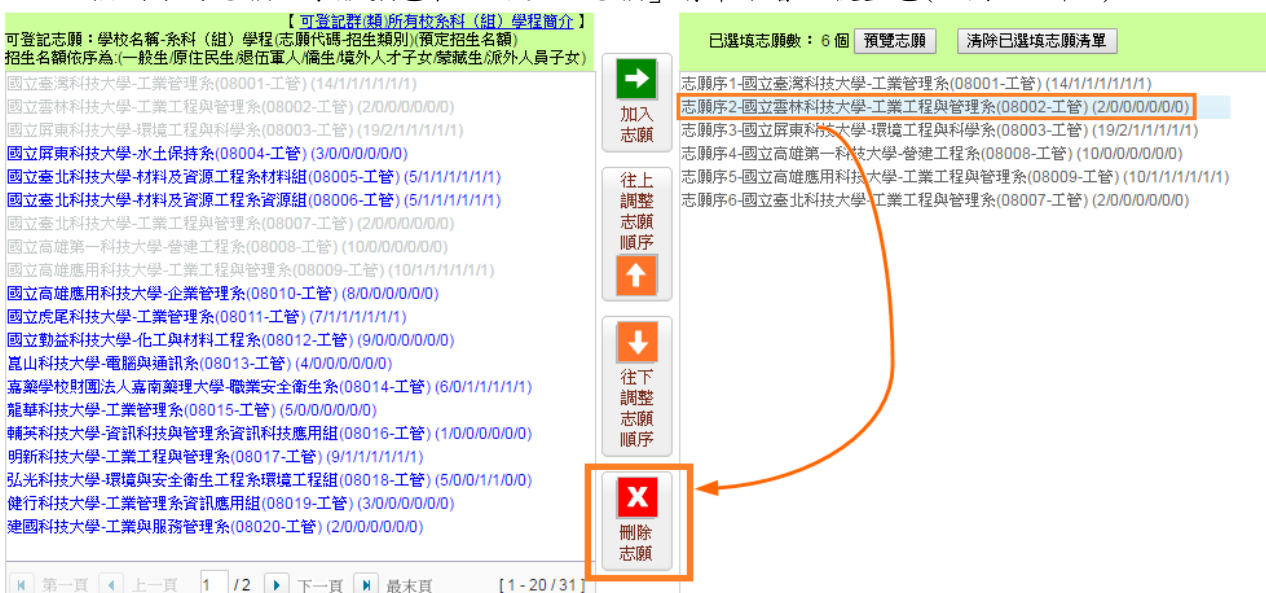 【 可登記群(類)所有校系科（組）學程簡介 】
可登記志願：學校名稱-系科（組）學程(志願代碼-招生類別)(預定招生名額)
招生名額依序為:(一般生/原住民生/退伍軍人/僑生/境外人才子女/蒙藏生/派外人員子女)
國立臺灣科技大學-工業管理系(08001-工管) (14/1/1/1/1/1/1)
國立雲林科技大學-工業工程與管理系(08002-工管) (2/0/0/0/0/0/0)
國立屏東科技大學-環境工程與科學系(08003-工管) (19/2/1/1/1/1/1)
國立屏東科技大學-水土保持系(08004-工管) (3/0/0/0/0/0/0)
國立臺北科技大學-材料及資源工程系材料組(08005-工管) (5/1/1/1/1/1/1)
國立臺北科技大學-材料及資源工程系資源組(08006-工管) (5/1/1/1/1/1/1)
國立臺北科技大學-工業工程與管理系(08007-工管) (2/0/0/0/0/0/0)
國立高雄第一科技大學-營建工程系(08008-工管) (10/0/0/0/0/0/0)
國立高雄應用科技大學-工業工程與管理系(08009-工管) (10/1/1/1/1/1/1)
國立高雄應用科技大學-企業管理系(08010-工管) (8/0/0/0/0/0/0)
國立虎尾科技大學-工業管理系(08011-工管) (7/1/1/1/1/1/1)
國立勤益科技大學-化工與材料工程系(08012-工管) (9/0/0/0/0/0/0)
崑山科技大學-電腦與通訊系(08013-工管) (4/0/0/0/0/0/0)
嘉藥學校財團法人嘉南藥理大學-職業安全衛生系(08014-工管) (6/0/1/1/1/1/1)
龍華科技大學-工業管理系(08015-工管) (5/0/0/0/0/0/0)
輔英科技大學-資訊科技與管理系資訊科技應用組(08016-工管) (1/0/0/0/0/0/0)
明新科技大學-工業工程與管理系(08017-工管) (9/1/1/1/1/1/1)
弘光科技大學-環境與安全衛生工程系環境工程組(08018-工管) (5/0/0/1/1/0/0)
健行科技大學-工業管理系資訊應用組(08019-工管) (3/0/0/0/0/0/0)
建國科技大學-工業與服務管理系(08020-工管) (2/0/0/0/0/0/0)
第一頁 上一頁 1 /2 下一頁 最末頁 [ 1 - 20 / 31 ]
加入
志願
往上
調整
志願
順序
往下
調整
志願
順序
X
刪除
志願
已選填志願數： 6 個 預覽志願 清除已選填志願清單
志願序1-國立臺灣科技大學-工業管理系(08001-工管) (14/1/1/1/1/1/1)
志願序2-國立雲林科技大學-工業工程與管理系(08002-工管) (2/0/0/0/0/0/0)
志願序3-國立屏東科技大學-環境工程與科學系(08003-工管) (19/2/1/1/1/1/1)
志願序4-國立高雄第一科技大學-營建工程系(08008-工管) (10/0/0/0/0/0/0)
志願序5-國立高雄應用科技大學-工業工程與管理系(08009-工管) (10/1/1/1/1/1/1)
志願序6-國立臺北科技大學-工業工程與管理系(08007-工管) (2/0/0/0/0/0/0)